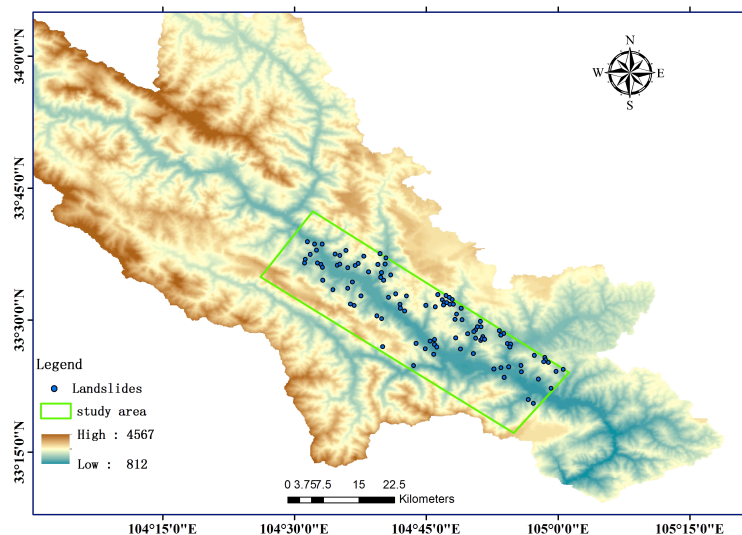 N
W E
S
34°0'0"N
33°45'0"N
33°30'0"N
33°15'0"N
Legend
Landslides
study area
High : 4567
Low : 812
0 3.75 7.5 15 22.5
Kilometers
104°15'0"E 104°30'0"E 104°45'0"E 105°0'0"E 105°15'0"E